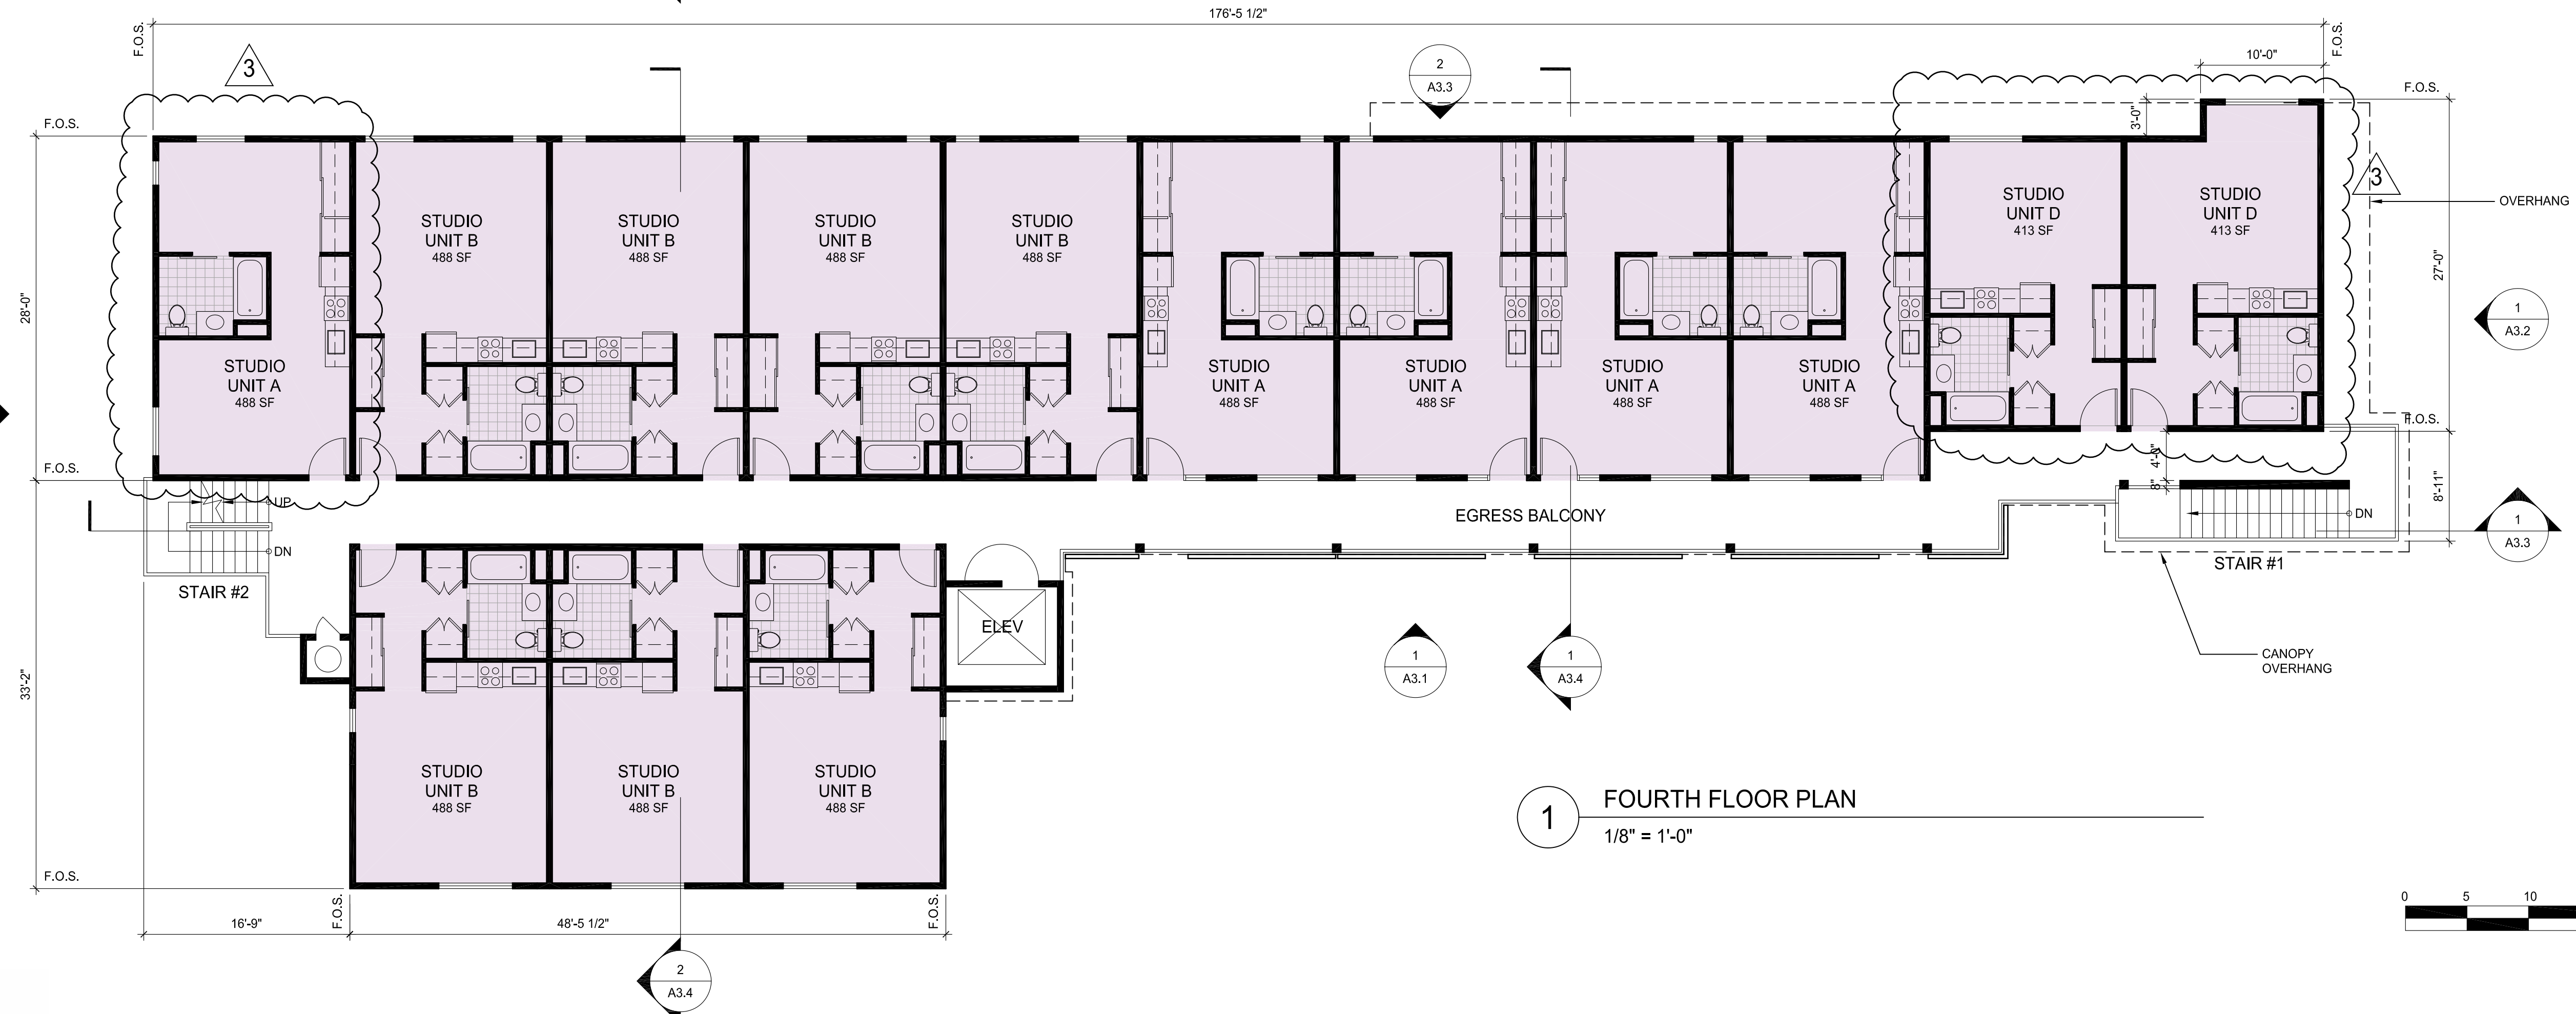 176'-5 1/2"
F.O.S.
F.O.S.
10'-0"
3
2
A3.3
F.O.S.
F.O.S.
3'-0"
3
OVERHANG
STUDIO
UNIT B
488 SF
STUDIO
UNIT B
488 SF
STUDIO
UNIT B
488 SF
STUDIO
UNIT B
488 SF
STUDIO
UNIT D
413 SF
STUDIO
UNIT D
413 SF
28'-0"
27'-0"
1
A3.2
STUDIO
UNIT A
488 SF
STUDIO
UNIT A
488 SF
STUDIO
UNIT A
488 SF
STUDIO
UNIT A
488 SF
STUDIO
UNIT A
488 SF
F.O.S.
F.O.S.
4'-0"
8"
8'-11"
UP
DN
EGRESS BALCONY
DN
1
A3.3
STAIR #2
STAIR #1
ELEV
1
A3.1
1
A3.4
CANOPY
OVERHANG
33'-2"
STUDIO
UNIT B
488 SF
STUDIO
UNIT B
488 SF
STUDIO
UNIT B
488 SF
1
FOURTH FLOOR PLAN
1/8" = 1'-0"
F.O.S.
F.O.S.
F.O.S.
16'-9"
48'-5 1/2"
0 5 10
2
A3.4